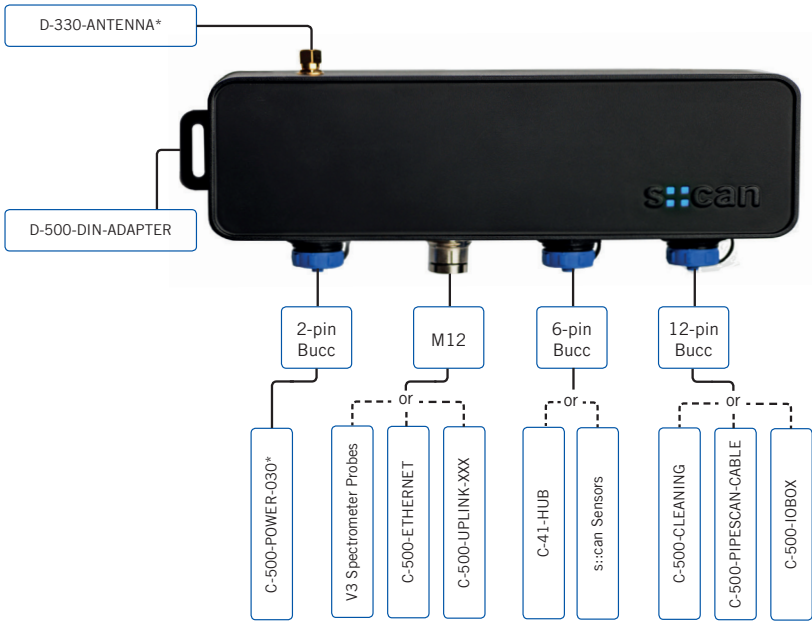 D-330-ANTENNA*
s::can
D-500-DIN-ADAPTER
2-pin
Bucc
M12
6-pin
Bucc
12-pin
Bucc
or
or
or
C-500-POWER-030*
V3 Spectrometer Probes
C-500-ETHERNET
C-500-UPLINK-XXX
C-41-HUB
s::can Sensors
C-500-CLEANING
C-500-PIPESCAN-CABLE
C-500-IOBOX